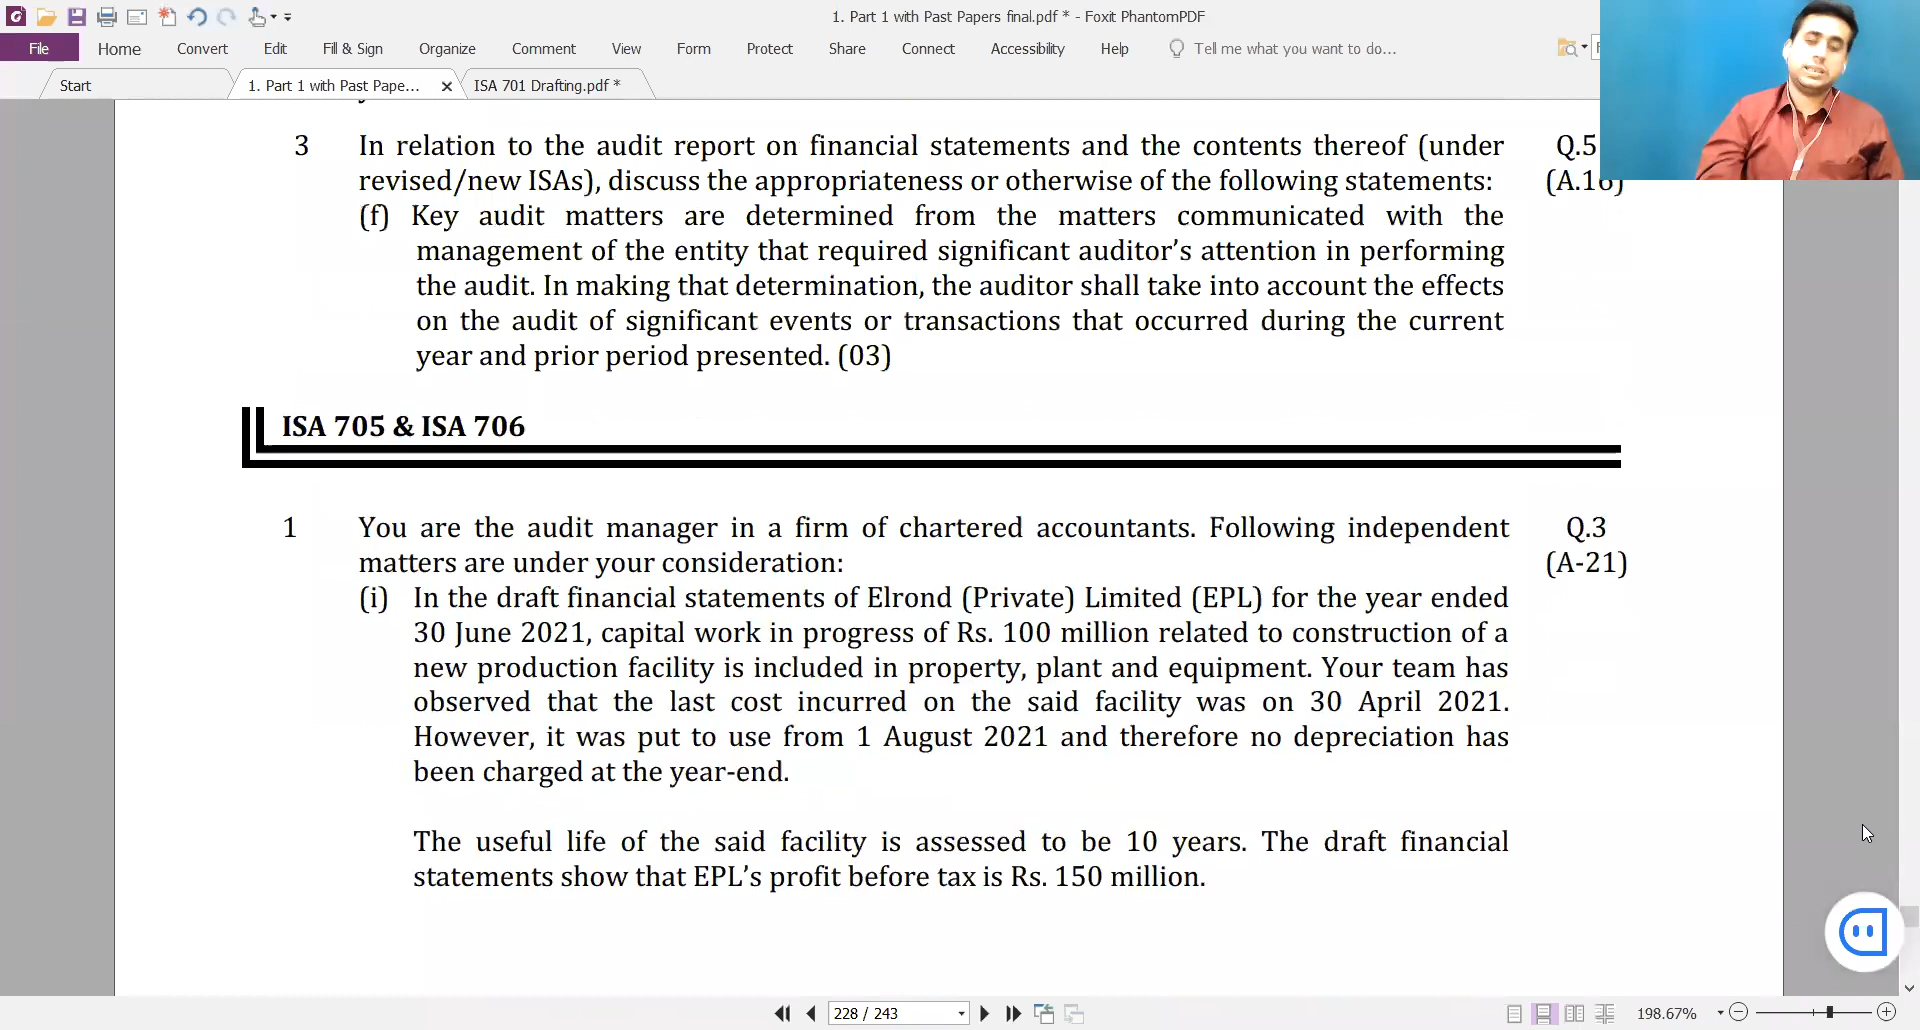 1. Part 1 with Past Papers final.pdf * - Foxit PhantomPDF
File Home Convert Edit Fill & Sign Organize Comment View Form Protect Share Connect Accessibility Help Tell me what you want to do...
Start 1. Part 1 with Past Pape... ISA 701 Drafting.pdf *
3 In relation to the audit report on financial statements and the contents thereof (under Q.5
revised/new ISAs), discuss the appropriateness or otherwise of the following statements: (A.16)
(f) Key audit matters are determined from the matters communicated with the
management of the entity that required significant auditor's attention in performing
the audit. In making that determination, the auditor shall take into account the effects
on the audit of significant events or transactions that occurred during the current
year and prior period presented. (03)
ISA 705 & ISA 706
1 You are the audit manager in a firm of chartered accountants. Following independent Q.3
matters are under your consideration: (A-21)
(i) In the draft financial statements of Elrond (Private) Limited (EPL) for the year ended
30 June 2021, capital work in progress of Rs. 100 million related to construction of a
new production facility is included in property, plant and equipment. Your team has
observed that the last cost incurred on the said facility was on 30 April 2021.
However, it was put to use from 1 August 2021 and therefore no depreciation has
been charged at the year-end.
The useful life of the said facility is assessed to be 10 years. The draft financial
statements show that EPL's profit before tax is Rs. 150 million.
228 / 243 198.67%